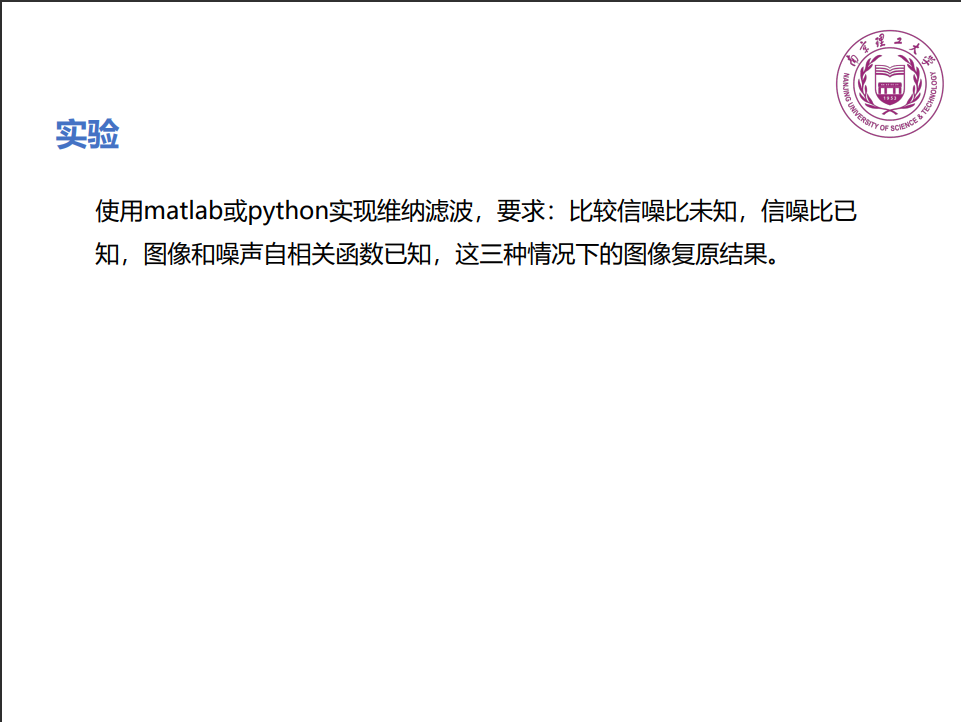 南京理工大学
NANJING UNIVERSITY OF SCIENCE & TECHNOLOGY
1953
实验
使用matlab或python实现维纳滤波，要求：比较信噪比未知，信噪比已
知，图像和噪声自相关函数已知，这三种情况下的图像复原结果。